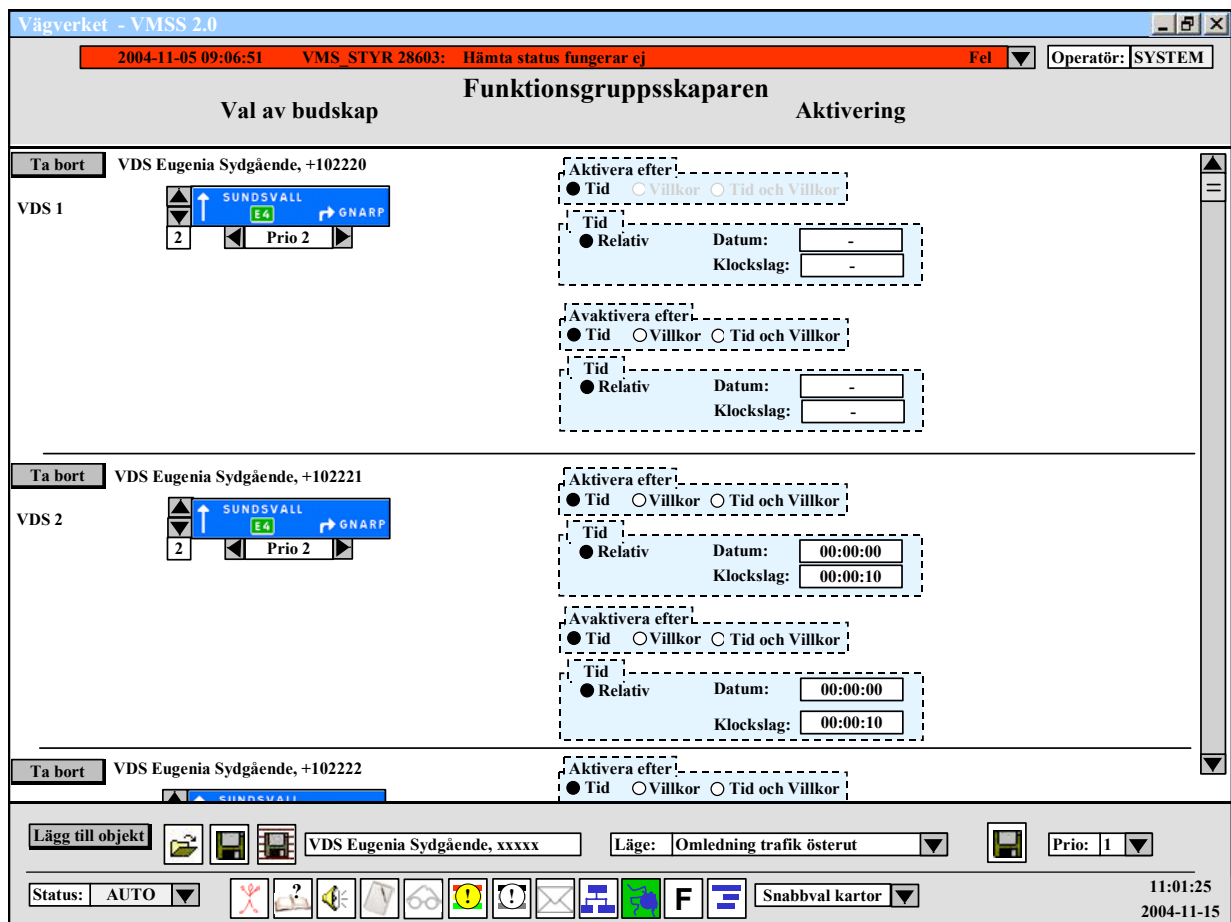 Vägverket - VMSS 2.0
2004-11-05 09:06:51 VMS_STYR 28603: Hämta status fungerar ej Fel
Operatör: SYSTEM
Funktionsgruppsskaparen
Val av budskap Aktivering
Ta bort VDS Eugenia Sydgående, +102220
VDS 1
SUNDSVALL
E4 GNARP
2 Prio 2
Aktivera efter
Tid Villkor Tid och Villkor
Tid
Relativ Datum: -
Klockslag: -
Avaktivera efter
Tid Villkor Tid och Villkor
Tid
Relativ Datum: -
Klockslag: -
Ta bort VDS Eugenia Sydgående, +102221
VDS 2
SUNDSVALL
E4 GNARP
2 Prio 2
Aktivera efter
Tid Villkor Tid och Villkor
Tid
Relativ Datum: 00:00:00
Klockslag: 00:00:10
Avaktivera efter
Tid Villkor Tid och Villkor
Tid
Relativ Datum: 00:00:00
Klockslag: 00:00:10
Ta bort VDS Eugenia Sydgående, +102222
SUNDSVALL
Aktivera efter
Tid Villkor Tid och Villkor
Lägg till objekt VDS Eugenia Sydgående, xxxxx Läge: Omledning trafik österut Prio: 1
Status: AUTO ? ! ! F Snabbval kartor
11:01:25
2004-11-15